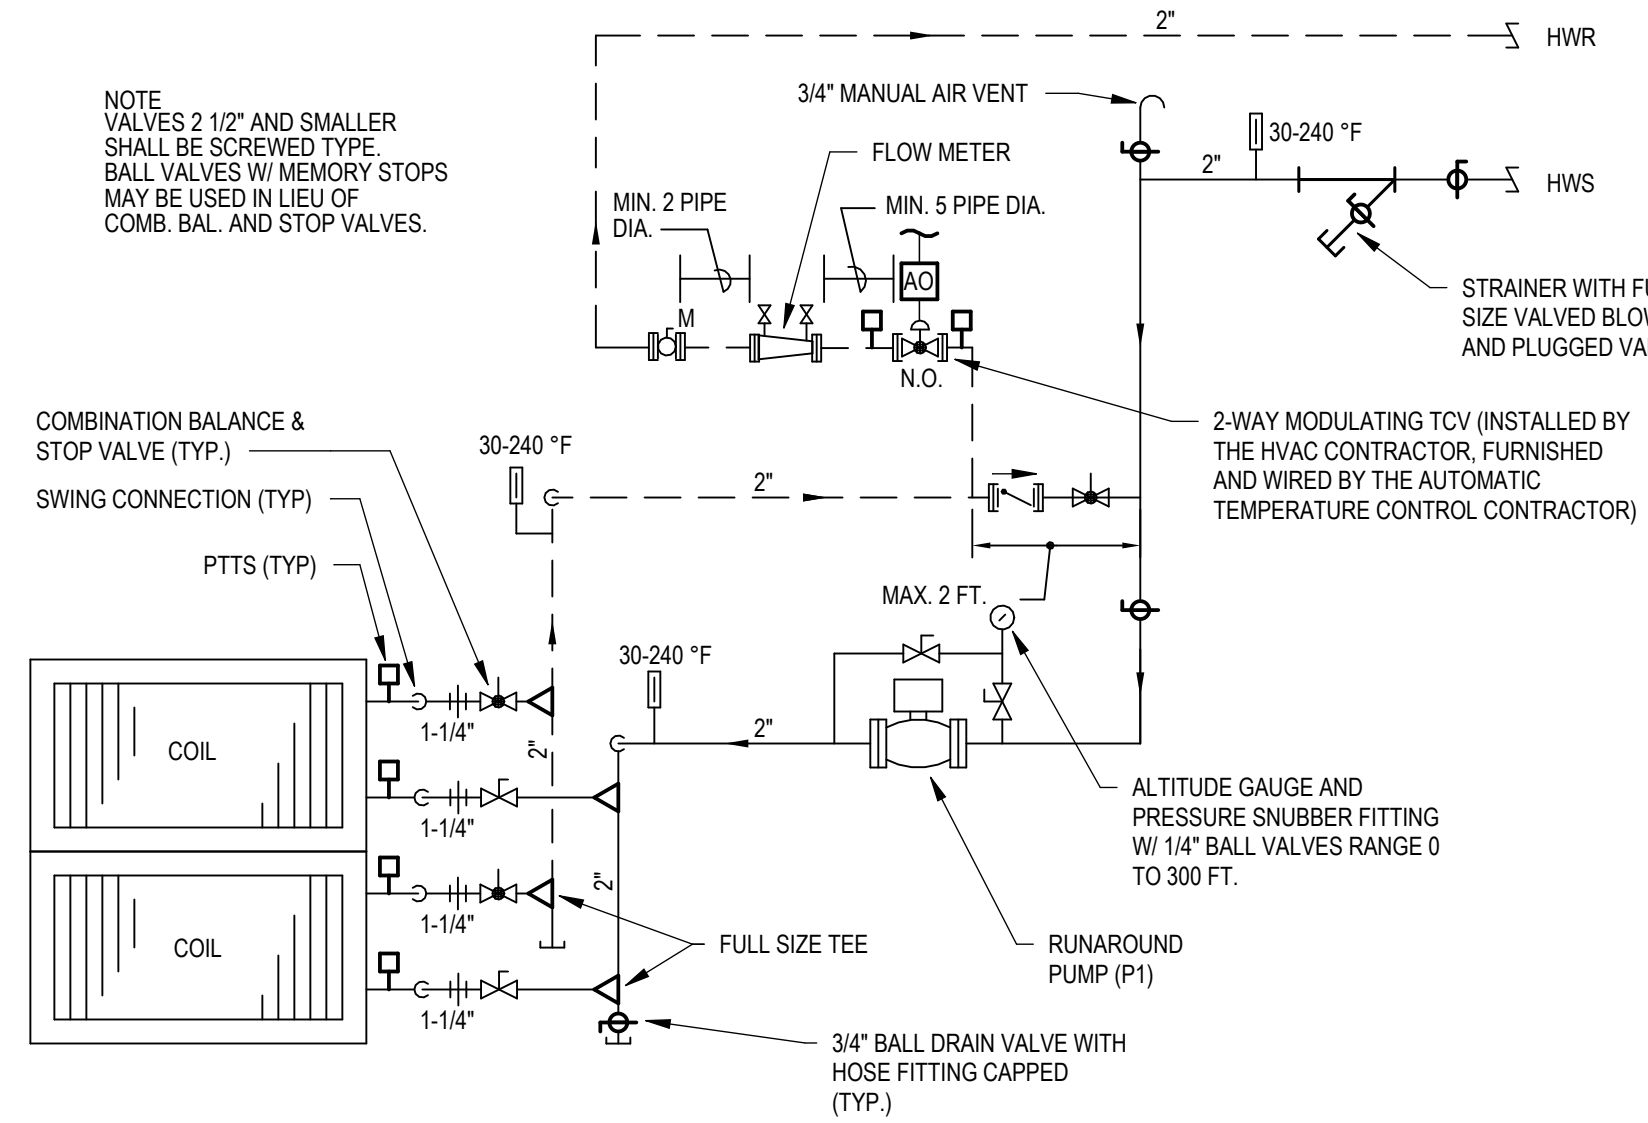 2"
HWR
NOTE
VALVES 2 1/2" AND SMALLER
SHALL BE SCREWED TYPE.
BALL VALVES W/ MEMORY STOPS
MAY BE USED IN LIEU OF
COMB. BAL. AND STOP VALVES.
3/4" MANUAL AIR VENT
30-240 °F
2"
HWS
FLOW METER
MIN. 2 PIPE
DIA.
MIN. 5 PIPE DIA.
AO
M
N.O.
STRAINER WITH
SIZE VALVED
AND PLUGGED
COMBINATION BALANCE &
STOP VALVE (TYP.)
SWING CONNECTION (TYP)
PTTS (TYP)
30-240 °F
2"
2-WAY MODULATING TCV (INSTALLED BY
THE HVAC CONTRACTOR, FURNISHED
AND WIRED BY THE AUTOMATIC
TEMPERATURE CONTROL CONTRACTOR)
MAX. 2 FT.
30-240 °F
2"
COIL
1-1/4"
2"
1-1/4"
COIL
1-1/4"
2"
1-1/4"
ALTITUDE GAUGE AND
PRESSURE SNUBBER FITTING
W/ 1/4" BALL VALVES RANGE 0
TO 300 FT.
FULL SIZE TEE
RUNAROUND
PUMP (P1)
3/4" BALL DRAIN VALVE WITH
HOSE FITTING CAPPED
(TYP.)